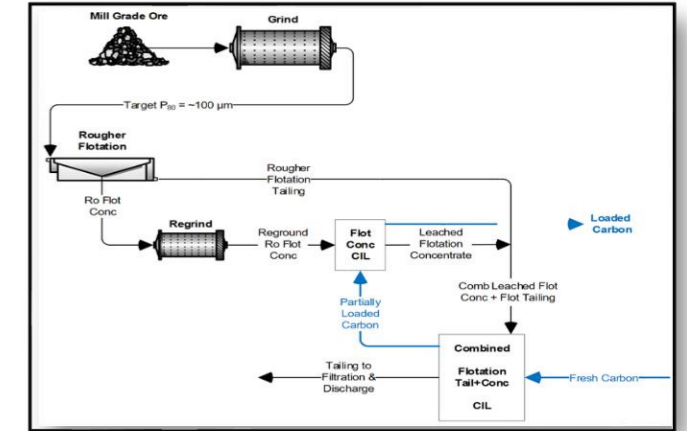 Mill Grade Ore
Grind
Target P₈₀ = ~100 µm
Rougher
Flotation
Rougher
Flotation
Tailing
Ro Flot
Conc
Regrind
Reground
Ro Flot
Conc
Flot
Conc
CIL
Leached
Flotation
Concentrate
Loaded
Carbon
Partially
Loaded
Carbon
Comb Leached Flot
Conc + Flot Tailing
Combined
Flotation
Tail+Conc
CIL
Tailing to
Filtration &
Discharge
Fresh Carbon